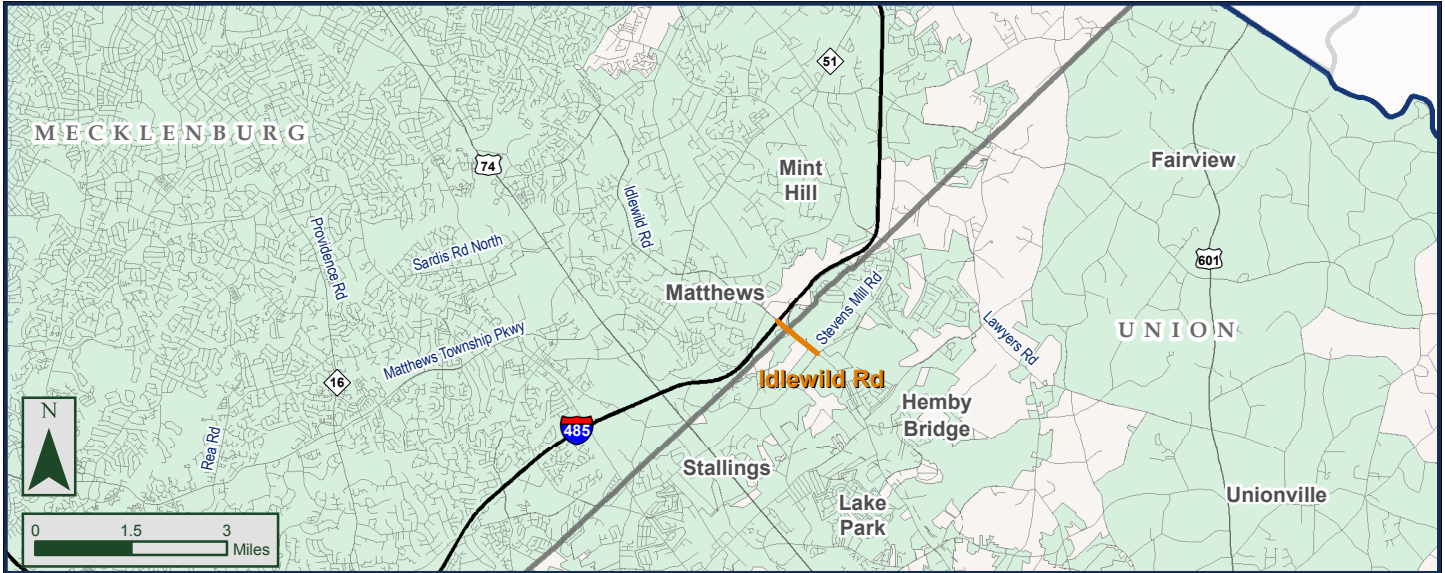 51
MECKLENBURG
74
Fairview
Mint
Hill
Idlewild Rd
Providence Rd
Sardis Rd North
601
Matthews
Stevens Mill Rd
Lawyers Rd
UNION
Matthews Township Pkwy
16
Idlewild Rd
Hemby
Bridge
N
485
Rea Rd
Stallings
Lake
Park
Unionville
0 1.5 3
Miles